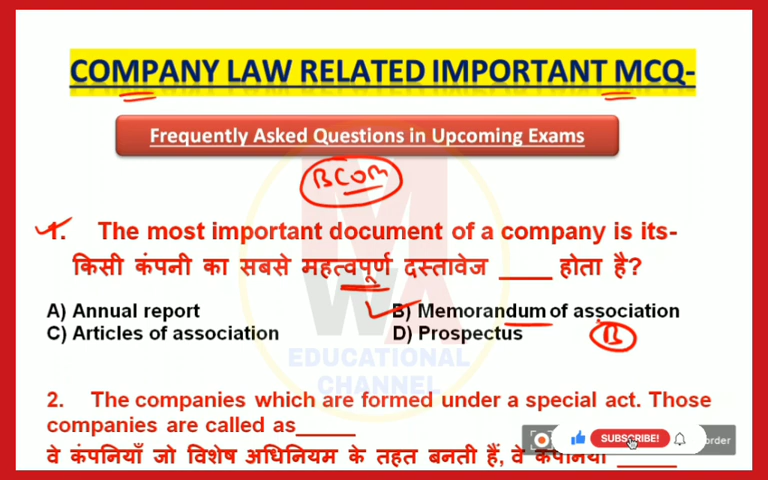 COMPANY LAW RELATED IMPORTANT MCQ-
Frequently Asked Questions in Upcoming Exams
BCOM
1. The most important document of a company is its-
किसी कंपनी का सबसे महत्वपूर्ण दस्तावेज ____ होता है?
A) Annual report B) Memorandum of association
C) Articles of association D) Prospectus
B
EDUCATIONAL
CHANNEL
2. The companies which are formed under a special act. Those
companies are called as_____
SUBSCRIBE!
order
वे कंपनियाँ जो विशेष अधिनियम के तहत बनती हैं, वे कंपनियां _____